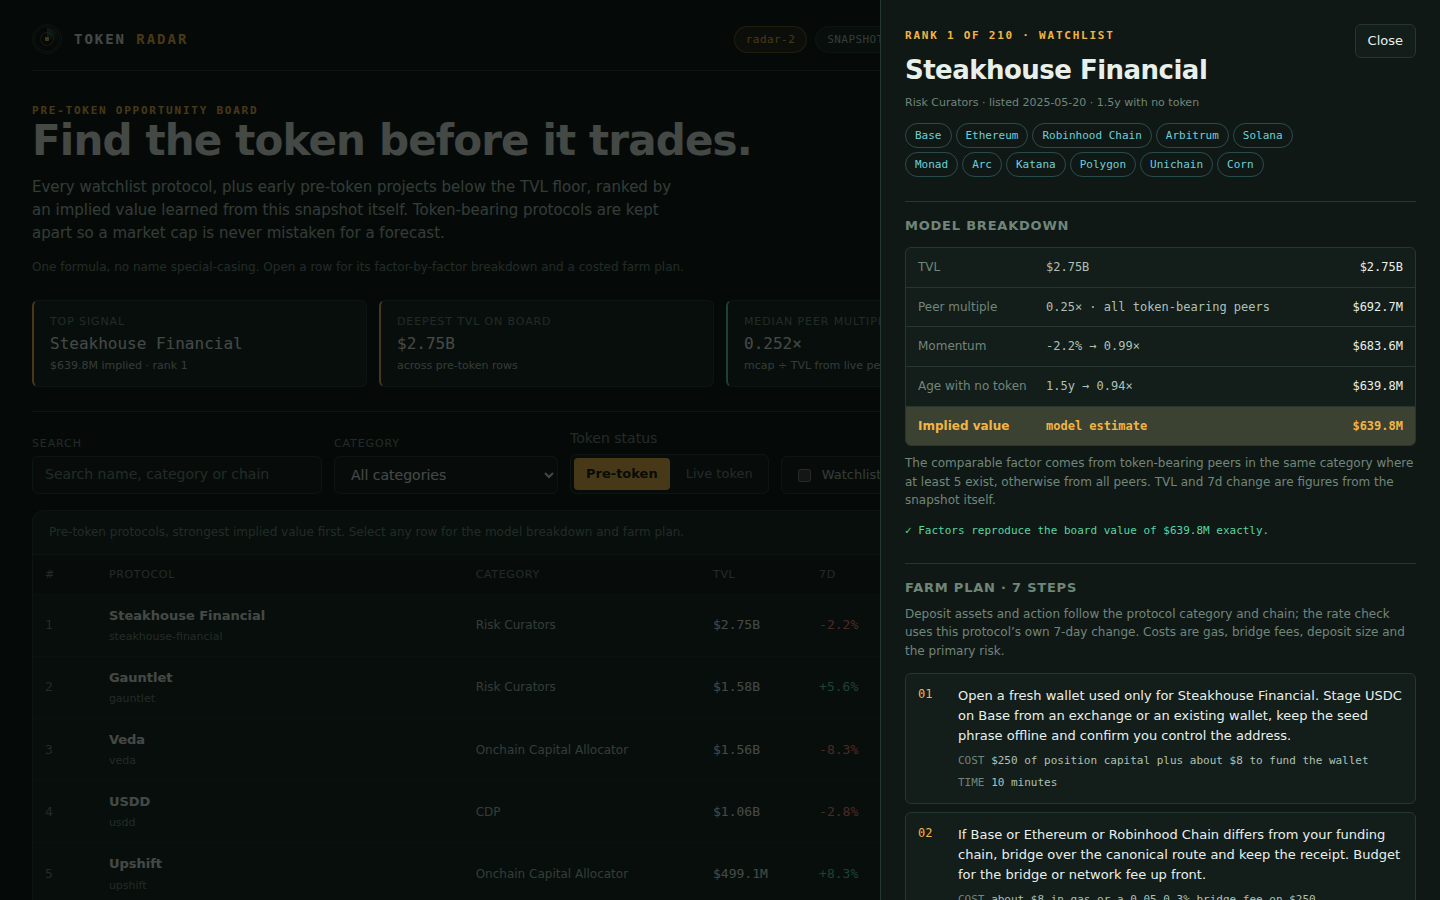 TOKEN RADAR
radar-2
SNAPSHOT
PRE-TOKEN OPPORTUNITY BOARD
Find the token before it trades.
Every watchlist protocol, plus early pre-token projects below the TVL floor, ranked by
an implied value learned from this snapshot itself. Token-bearing protocols are kept
apart so a market cap is never mistaken for a forecast.
One formula, no name special-casing. Open a row for its factor-by-factor breakdown and a costed farm plan.
TOP SIGNAL
Steakhouse Financial
$639.8M implied · rank 1
DEEPEST TVL ON BOARD
$2.75B
across pre-token rows
MEDIAN PEER MULTIPL
0.252×
mcap ÷ TVL from live pe
SEARCH
Search name, category or chain
CATEGORY
All categories
Token status
Pre-token
Live token
Watchlist
Pre-token protocols, strongest implied value first. Select any row for the model breakdown and farm plan.
# PROTOCOL CATEGORY TVL 7D
1 Steakhouse Financial Risk Curators $2.75B -2.2%
steakhouse-financial
2 Gauntlet Risk Curators $1.58B +5.6%
gauntlet
3 Veda Onchain Capital Allocator $1.56B -8.3%
veda
4 USDD CDP $1.06B -2.8%
usdd
5 Upshift Onchain Capital Allocator $499.1M +8.3%
upshift
RANK 1 OF 210 · WATCHLIST
Close
Steakhouse Financial
Risk Curators · listed 2025-05-20 · 1.5y with no token
Base Ethereum Robinhood Chain Arbitrum Solana
Monad Arc Katana Polygon Unichain Corn
MODEL BREAKDOWN
TVL $2.75B $2.75B
Peer multiple 0.25× · all token-bearing peers $692.7M
Momentum -2.2% → 0.99× $683.6M
Age with no token 1.5y → 0.94× $639.8M
Implied value model estimate $639.8M
The comparable factor comes from token-bearing peers in the same category where
at least 5 exist, otherwise from all peers. TVL and 7d change are figures from the
snapshot itself.
✓ Factors reproduce the board value of $639.8M exactly.
FARM PLAN · 7 STEPS
Deposit assets and action follow the protocol category and chain; the rate check
uses this protocol's own 7-day change. Costs are gas, bridge fees, deposit size and
the primary risk.
01 Open a fresh wallet used only for Steakhouse Financial. Stage USDC
on Base from an exchange or an existing wallet, keep the seed
phrase offline and confirm you control the address.
COST $250 of position capital plus about $8 to fund the wallet
TIME 10 minutes
02 If Base or Ethereum or Robinhood Chain differs from your funding
chain, bridge over the canonical route and keep the receipt. Budget
for the bridge or network fee up front.
COST about $8 in gas or a 0.05-0.3% bridge fee on $250